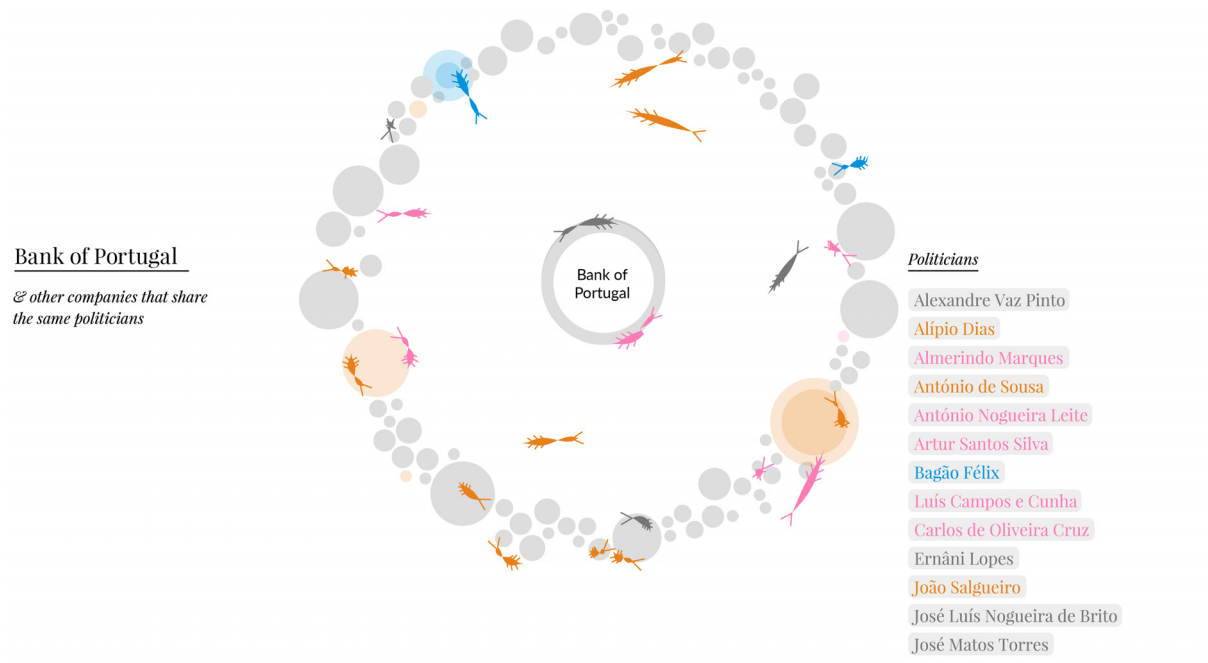 Bank of Portugal
& other companies that share
the same politicians
Bank of
Portugal
Politicians
Alexandre Vaz Pinto
Alípio Dias
Almerindo Marques
António de Sousa
António Nogueira Leite
Artur Santos Silva
Bagão Félix
Luís Campos e Cunha
Carlos de Oliveira Cruz
Ernâni Lopes
João Salgueiro
José Luís Nogueira de Brito
José Matos Torres